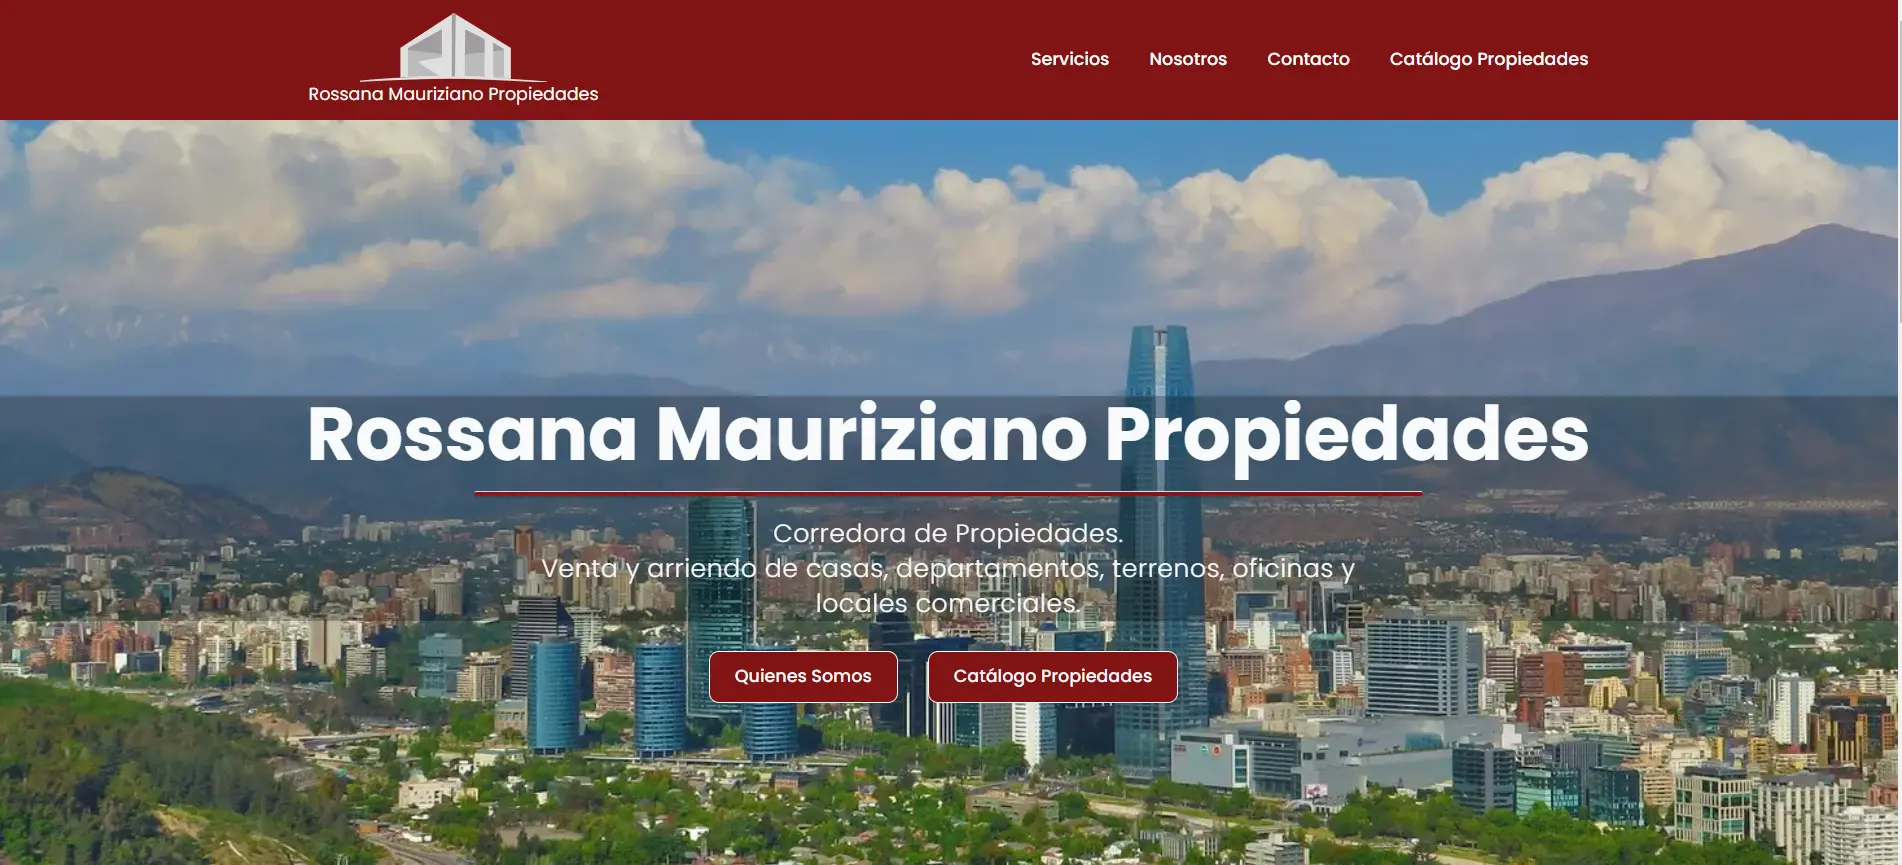 Rossana Mauriziano Propiedades
Servicios
Nosotros
Contacto
Catálogo Propiedades
Rossana Mauriziano Propiedades
Corredora de Propiedades.
Venta y arriendo de casas, departamentos, terrenos, oficinas y
locales comerciales.
Quienes Somos
Catálogo Propiedades